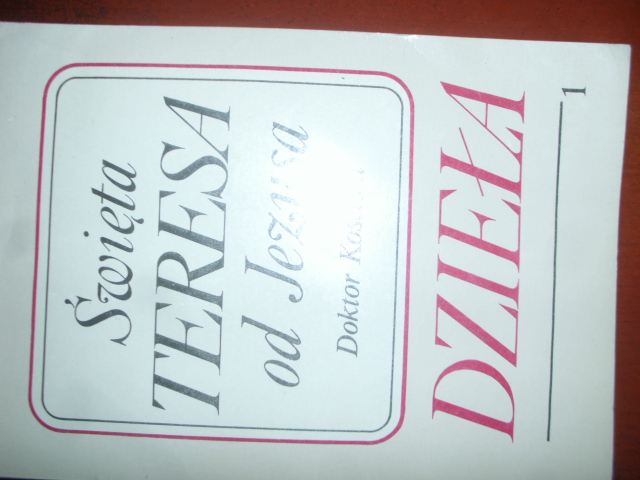 Święta
TERESA
od Jezusa
Doktor
DZIEŁA
1